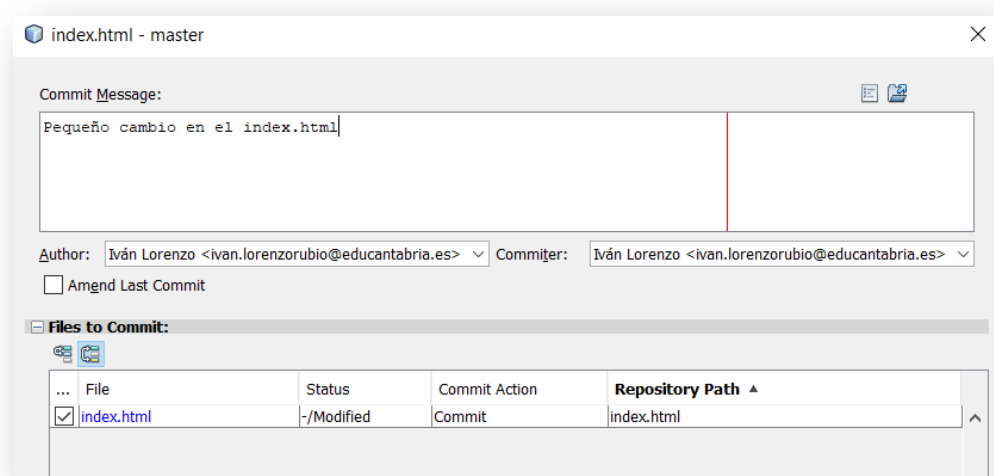 index.html - master
Commit Message:
Pequeño cambio en el index.html
Author: Iván Lorenzo <ivan.lorenzorubio@educantabria.es> Commiter: Iván Lorenzo <ivan.lorenzorubio@educantabria.es>
Amend Last Commit
Files to Commit:
... File Status Commit Action Repository Path
index.html -/Modified Commit index.html